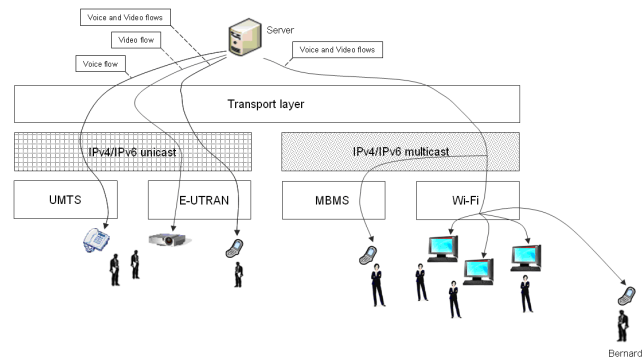 Voice and Video flows
Server
Video flow
Voice and Video flows
Voice flow
Transport layer
IPv4/IPv6 unicast
IPv4/IPv6 multicast
UMTS
E-UTRAN
MBMS
Wi-Fi
Bernard